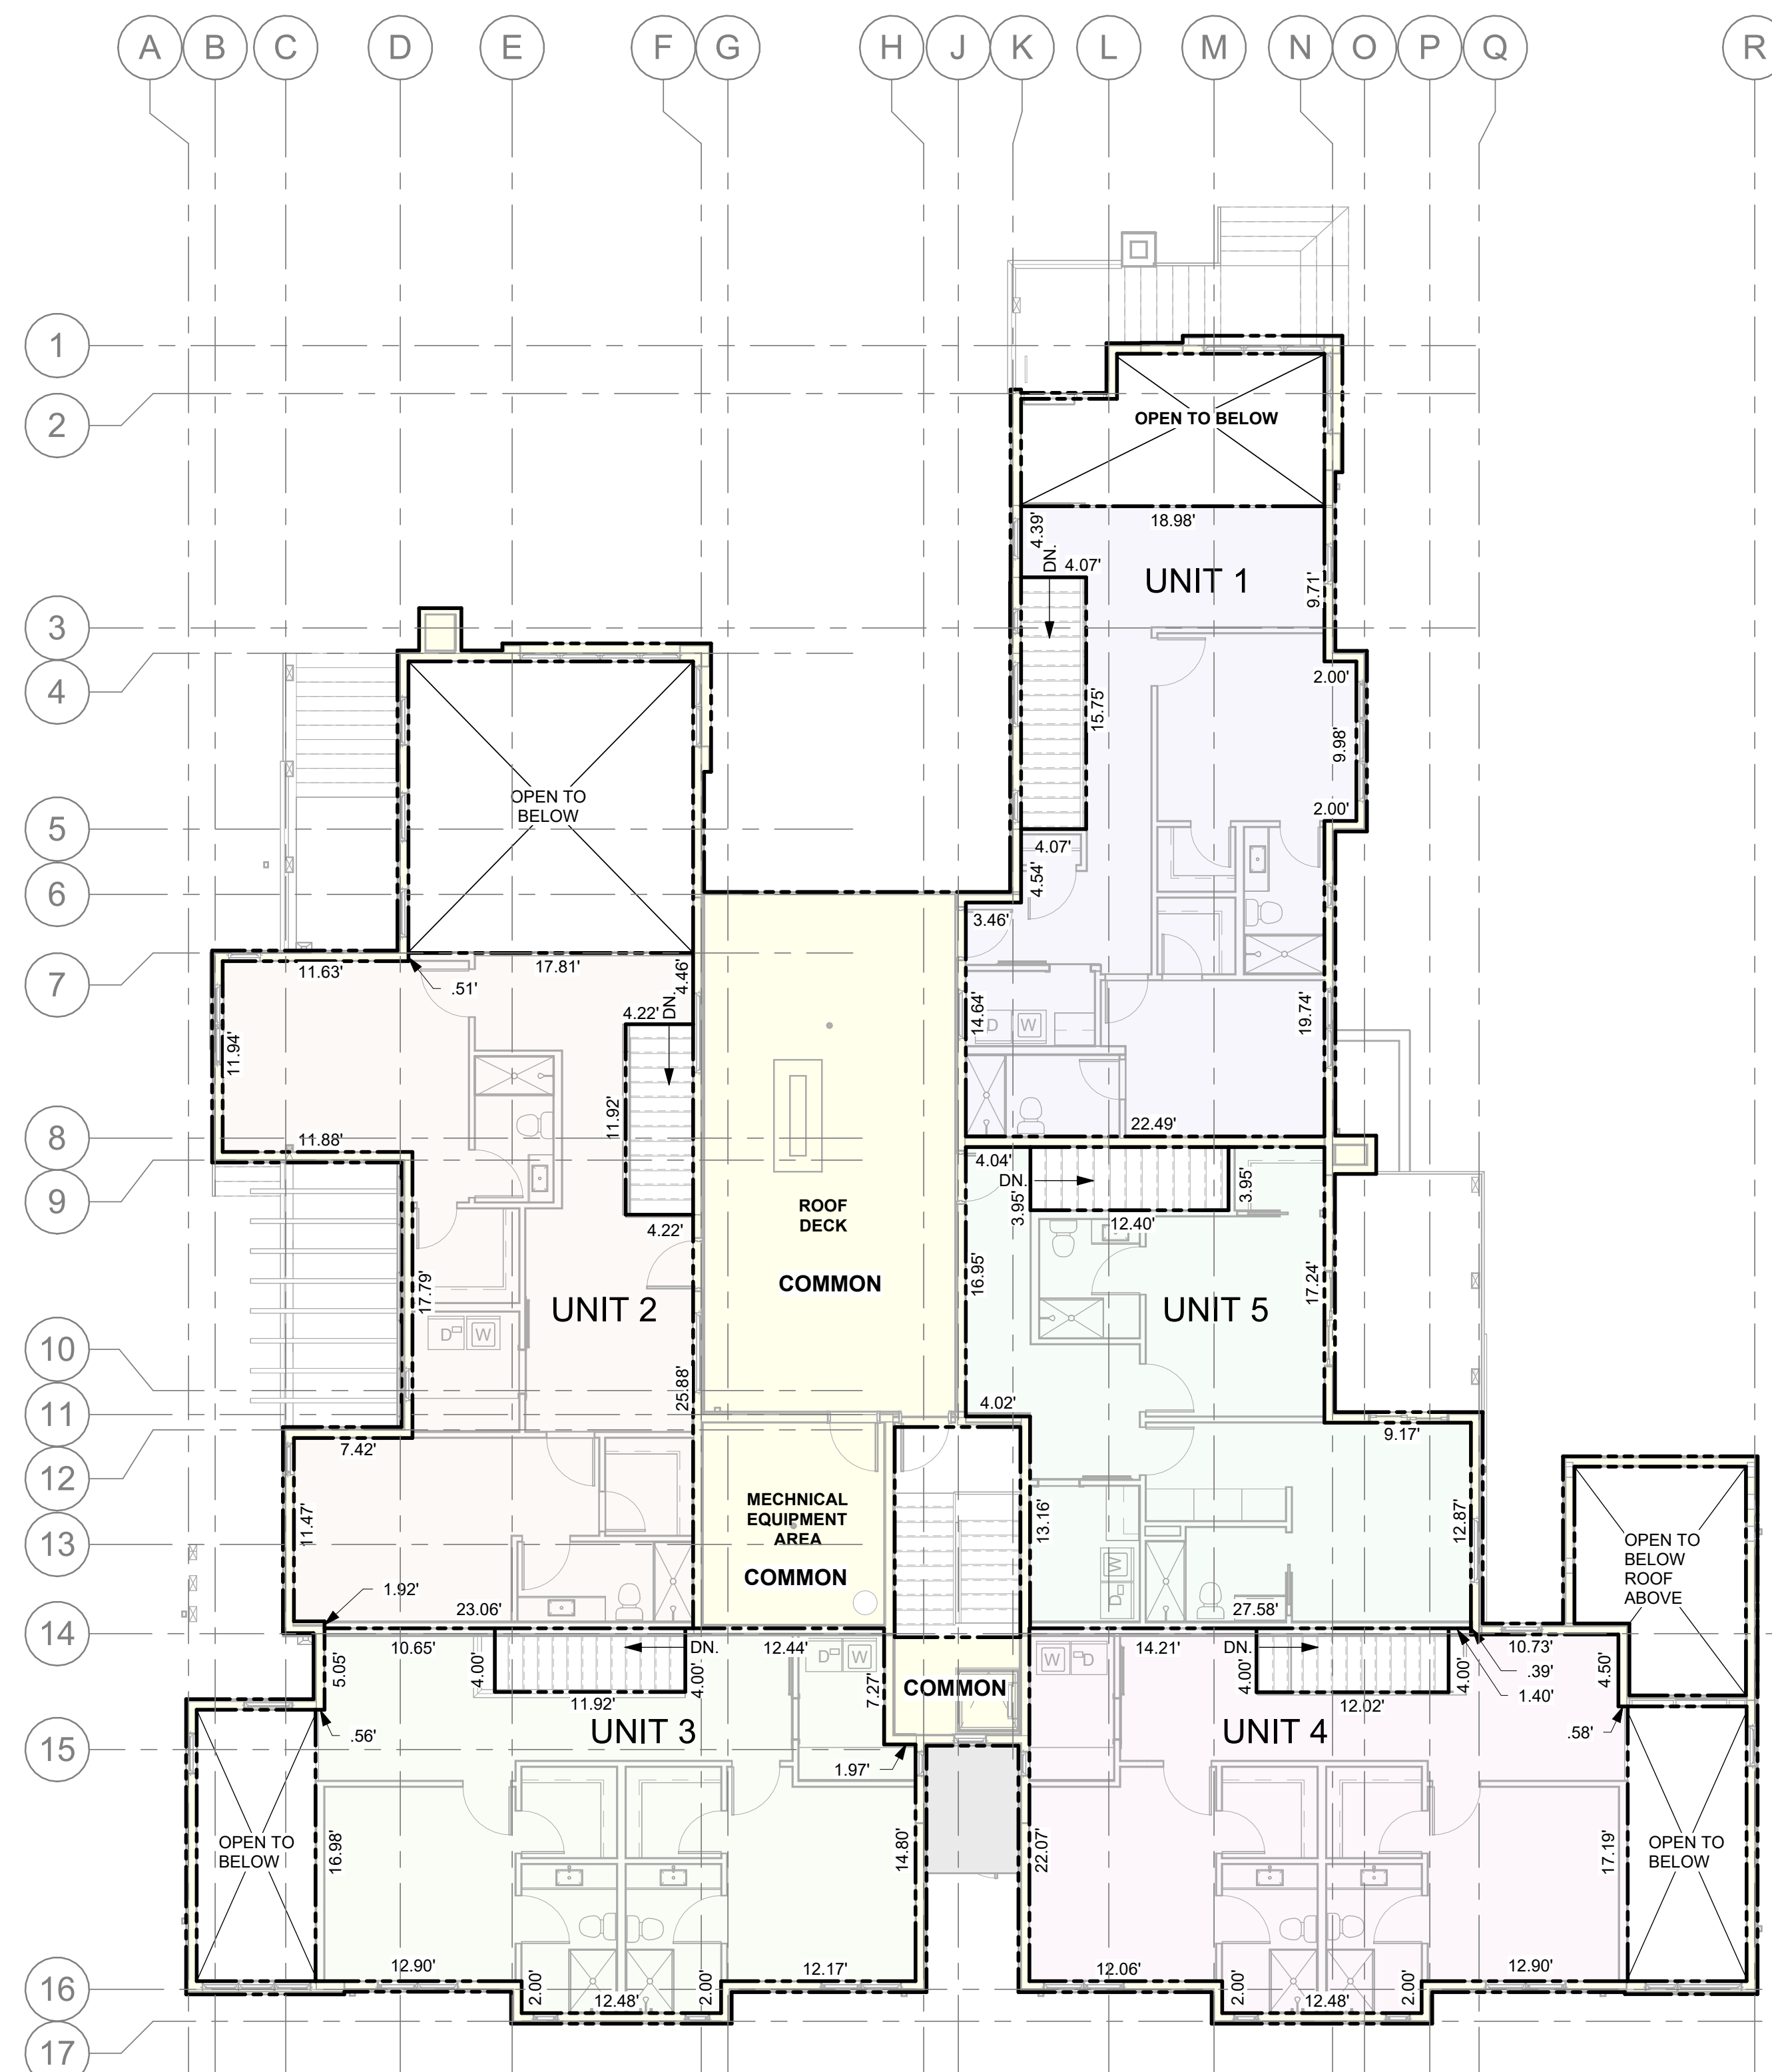 A B C D E F G H J K L M N O P Q R
1
2
3
4
5
6
7
8
9
10
11
12
13
14
15
16
17
OPEN TO BELOW
18.98'
4.39'
DN.
4.07'
UNIT 1
9.71'
2.00'
15.75'
9.98'
2.00'
4.07'
4.54'
3.46'
14.64'
D W
19.74'
22.49'
OPEN TO
BELOW
11.63'
17.81'
.51'
4.46'
DN.
4.22'
11.94'
11.92'
11.88'
4.22'
17.79'
UNIT 2
D W
25.88'
7.42'
11.47'
1.92'
23.06'
ROOF
DECK
COMMON
MECHNICAL
EQUIPMENT
AREA
COMMON
COMMON
4.04'
DN.
3.95'
12.40'
3.95'
16.95'
UNIT 5
17.24'
4.02'
9.17'
13.16'
12.87'
W
D
27.58'
OPEN TO
BELOW
ROOF
ABOVE
10.65'
4.00'
DN.
4.00'
11.92'
12.44'
D W
7.27'
5.05'
.56'
UNIT 3
1.97'
OPEN TO
BELOW
16.98'
14.80'
12.90'
2.00'
12.48'
2.00'
12.17'
14.21'
W D
DN.
4.00'
12.02'
4.00'
.39'
1.40'
10.73'
4.50'
.58'
UNIT 4
22.07'
17.19'
OPEN TO
BELOW
12.06'
2.00'
12.48'
2.00'
12.90'